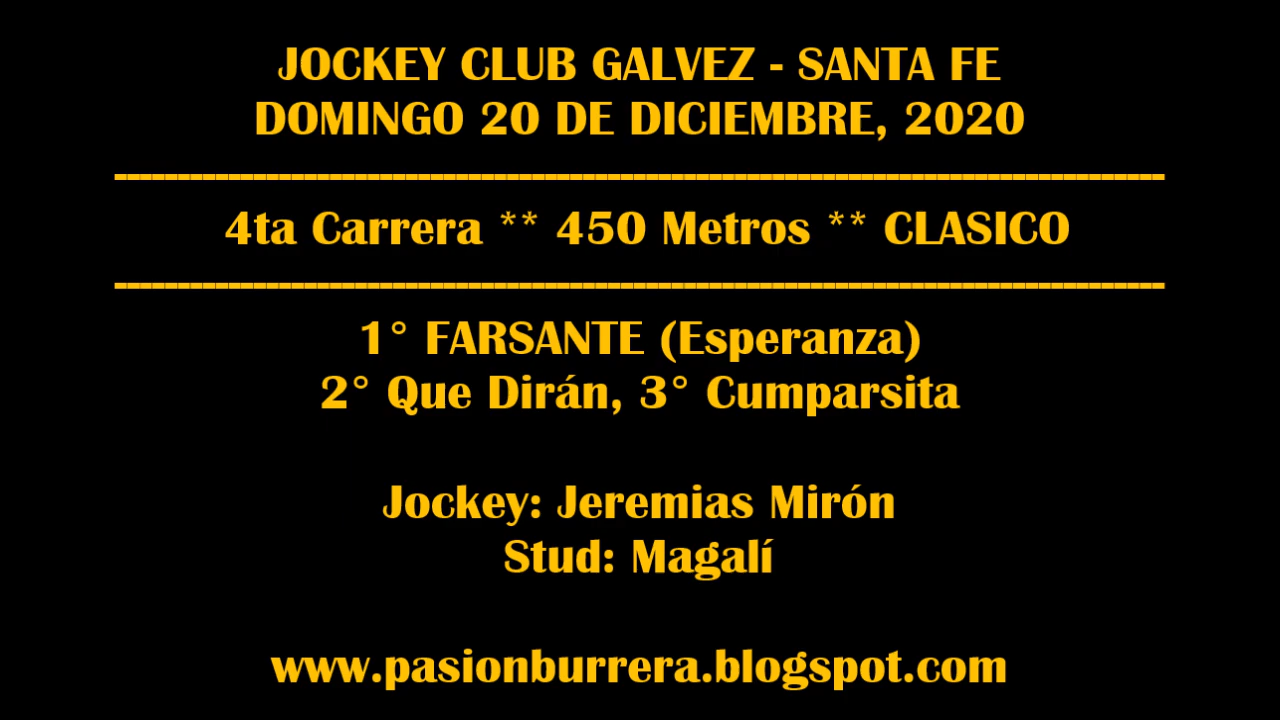 JOCKEY CLUB GALVEZ - SANTA FE
DOMINGO 20 DE DICIEMBRE, 2020
----------------------------------------------------------------------
4ta Carrera ** 450 Metros ** CLASICO
----------------------------------------------------------------------
1° FARSANTE (Esperanza)
2° Que Dirán, 3° Cumparsita
Jockey: Jeremias Mirón
Stud: Magalí
www.pasionburrera.blogspot.com